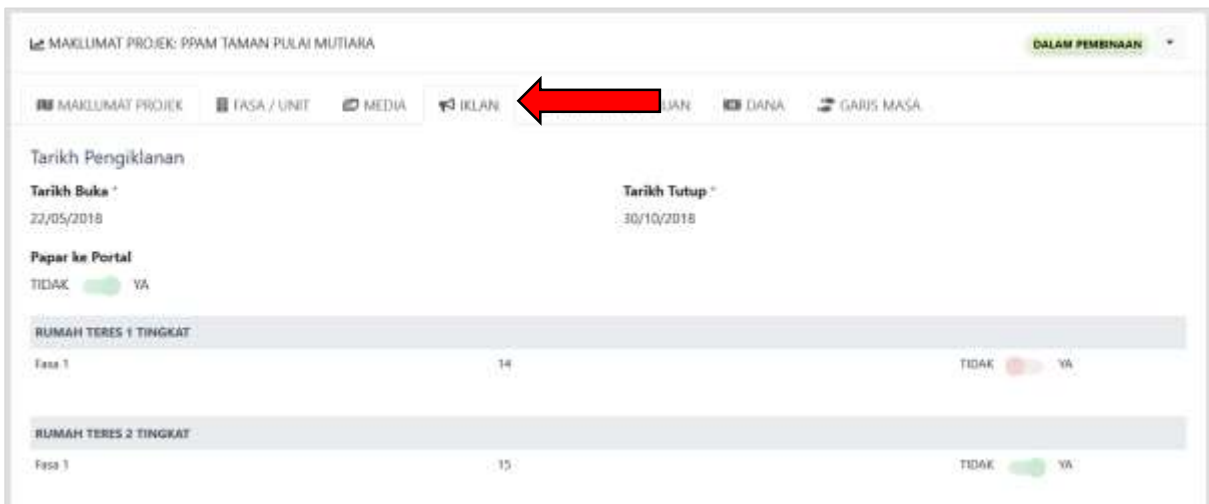 MAKLUMAT PROJEK: PPAM TAMAN PULAI MUTIARA
DALAM PEMBINAAN
MAKLUMAT PROJEK FASA / UNIT MEDIA IKLAN DANA GARIS MASA
Tarikh Pengiklanan
Tarikh Buka * Tarikh Tutup *
22/05/2018 30/10/2018
Papar ke Portal
TIDAK YA
RUMAH TERES 1 TINGKAT
Fasa 1 14 TIDAK YA
RUMAH TERES 2 TINGKAT
Fasa 1 15 TIDAK YA